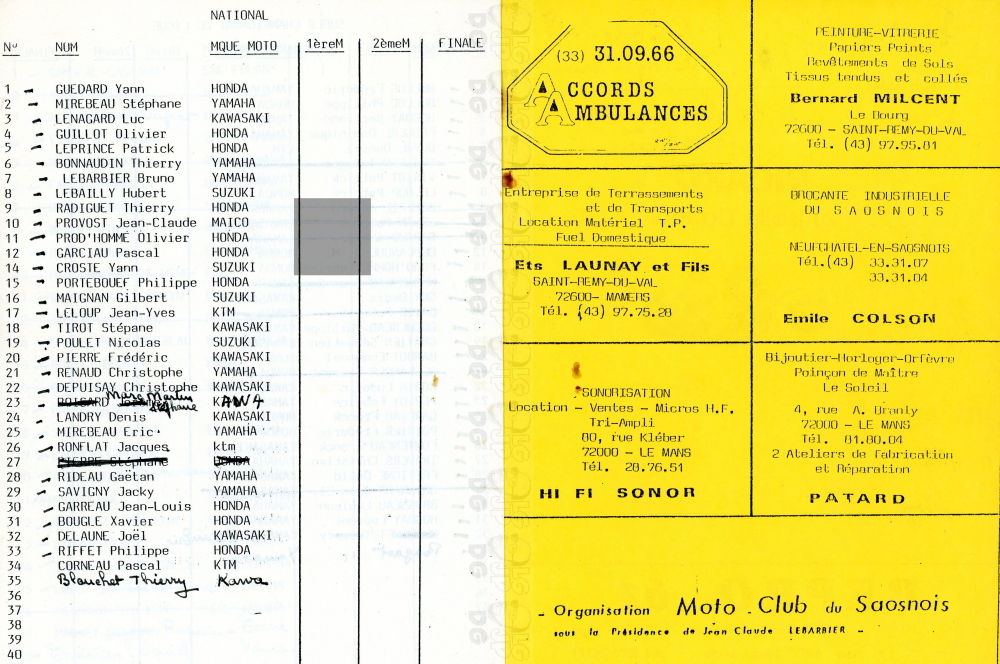 NATIONAL
N° NOM MQUE MOTO 1èreM 2èmeM FINALE
1 - GUEDARD Yann HONDA
2 - MIREBEAU Stéphane YAMAHA
3 - LENAGARD Luc KAWASAKI
4 - GUILLOT Olivier HONDA
5 - LEPRINCE Patrick HONDA
6 - BONNAUDIN Thierry YAMAHA
7 - LEBARBIER Bruno YAMAHA
8 - LEBAILLY Hubert SUZUKI
9 - RADIGUET Thierry HONDA
10 - PROVOST Jean-Claude MAICO
11 - PROD'HOMME Olivier HONDA
12 - GARCIAU Pascal HONDA
14 - CROSTE Yann SUZUKI
15 - PORTEBOUEF Philippe HONDA
16 - MAIGNAN Gilbert SUZUKI
17 - LELOUP Jean-Yves KTM
18 - TIROT Stépane KAWASAKI
19 - POULET Nicolas SUZUKI
20 - PIERRE Frédéric KAWASAKI
21 - RENAUD Christophe YAMAHA
22 - DEPUISAY Christophe KAWASAKI
23 - Marc Martin Stéphane
24 - LANDRY Denis KAWASAKI
25 - MIREBEAU Eric YAMAHA
26 - RONFLAT Jacques ktm
27 PIERRE Stéphane HONDA
28 - RIDEAU Gaëtan YAMAHA
29 - SAVIGNY Jacky YAMAHA
30 - GARREAU Jean-Louis HONDA
31 - BOUGLE Xavier HONDA
32 - DELAUNE Joël KAWASAKI
33 - RIFFET Philippe HONDA
34 CORNEAU Pascal KTM
35 Blanchet Thierry Kawa
36
37
38
39
40
(33) 31.09.66
ACCORDS
AMBULANCES
PEINTURE-VITRERIE
Papiers Peints
Revêtements de Sols
Tissus tendus et collés
Bernard MILCENT
Le Bourg
72600 - SAINT-REMY-DU-VAL
Tél. (43) 97.95.81
Entreprise de Terrassements
et de Transports
Location Matériel T.P.
Fuel Domestique
Ets LAUNAY et Fils
SAINT-REMY-DU-VAL
72600- MAMERS
Tél. (43) 97.75.28
BROCANTE INDUSTRIELLE
DU SAOSNOIS
NEUFCHATEL-EN-SAOSNOIS
Tél.(43) 33.31.07
33.31.04
Emile COLSON
SONORISATION
Location - Ventes - Micros H.F.
Tri-Ampli
80, rue Kléber
72000 - LE MANS
Tél. 28.76.51
HI FI SONOR
Bijoutier-Horloger-Orfèvre
Poinçon de Maître
Le Soleil
4, rue A. Branly
72000 - LE MANS
Tél. 81.80.04
2 Ateliers de Fabrication
et Réparation
PATARD
- Organisation Moto - Club du Saosnois
sous la Présidence de Jean Claude LEBARBIER -